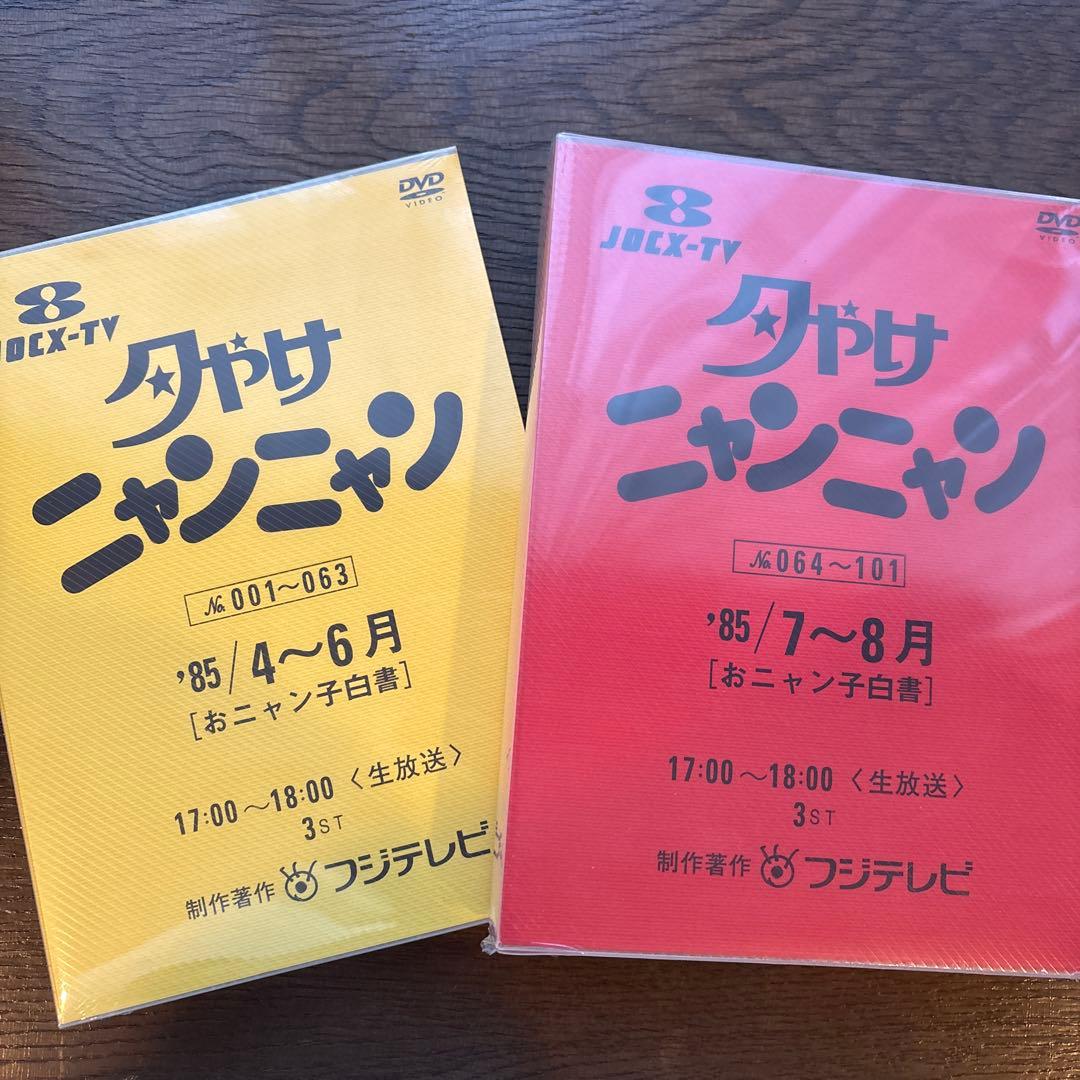 DVD
VIDEO
8
JOCX-TV
夕やけ
ニャンニャン
No. 001〜063
'85/4〜6月
[おニャン子白書]
17:00〜18:00〈生放送〉
3ST
制作著作 フジテレビ
DVD
VIDEO
8
JOCX-TV
夕やけ
ニャンニャン
No. 064〜101
'85/7〜8月
[おニャン子白書]
17:00〜18:00〈生放送〉
3ST
制作著作 フジテレビ